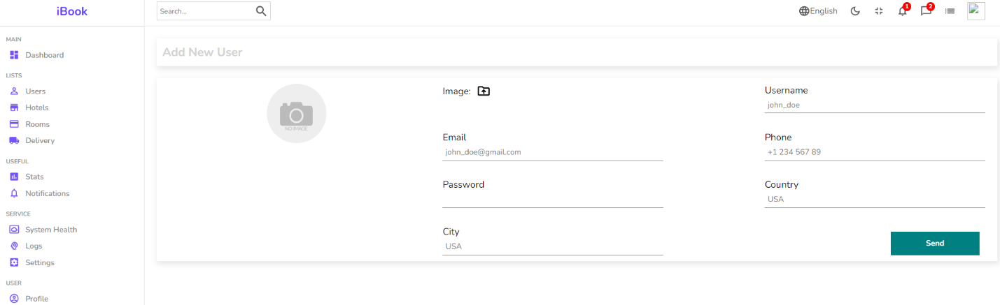 iBook
Search...
English
1
2
MAIN
Dashboard
LISTS
Users
Hotels
Rooms
Delivery
USEFUL
Stats
Notifications
SERVICE
System Health
Logs
Settings
USER
Profile
Add New User
NO IMAGE
Image:
Username
john_doe
Email
john_doe@gmail.com
Phone
+1 234 567 89
Password
Country
USA
City
USA
Send